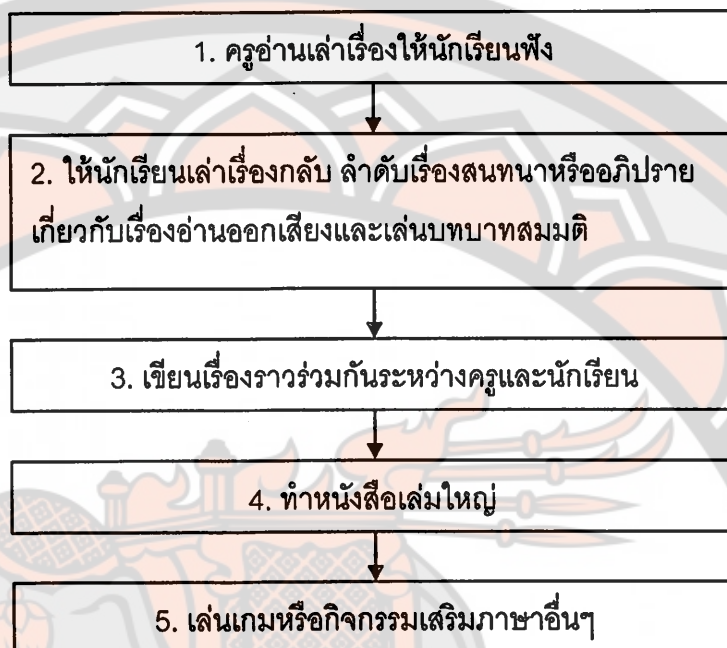 1. ครูอ่านเล่าเรื่องให้นักเรียนฟัง
2. ให้นักเรียนเล่าเรื่องกลับ ลำดับเรื่องสนทนาหรืออภิปราย
เกี่ยวกับเรื่องอ่านออกเสียงและเล่นบทบาทสมมติ
3. เขียนเรื่องราวร่วมกันระหว่างครูและนักเรียน
4. ทำหนังสือเล่มใหญ่
5. เล่นเกมหรือกิจกรรมเสริมภาษาอื่นๆ